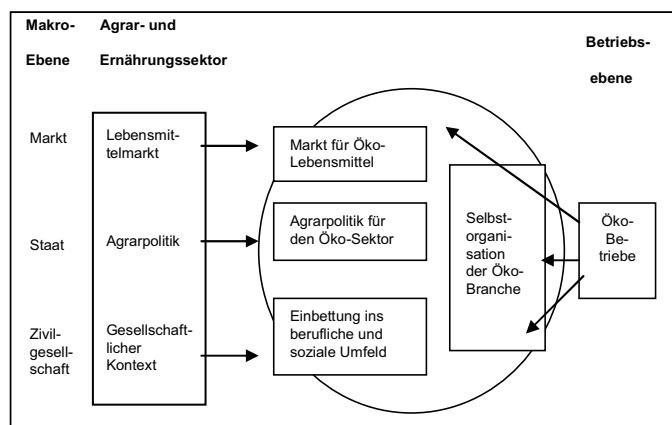 Makro-
Ebene
Agrar- und
Ernährungssektor
Betriebs-
ebene
Markt
Staat
Zivil-
gesell-
schaft
Lebensmit-
telmarkt
Agrarpolitik
Gesellschaft-
licher
Kontext
Markt für Öko-
Lebensmittel
Agrarpolitik für
den Öko-Sektor
Einbettung ins
berufliche und
soziale Umfeld
Selbst-
organi-
sation
der Öko-
Branche
Öko-
Be-
triebe